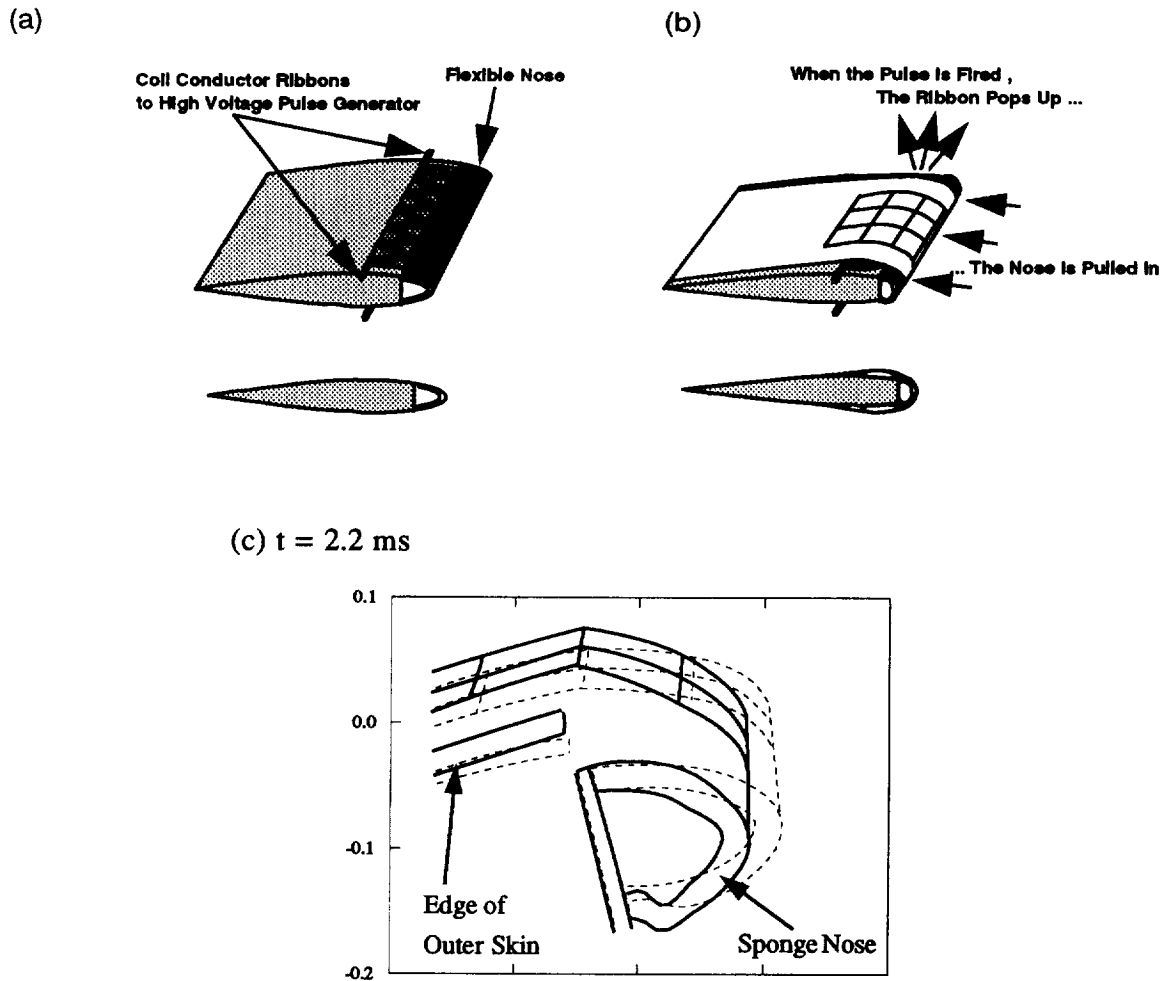 (a)
(b)
Coil Conductor Ribbons
to High Voltage Pulse Generator
Flexible Nose
When the Pulse is Fired ,
The Ribbon Pops Up ...
... The Nose is Pulled In
(c) t = 2.2 ms
0.1
0.0
-0.1
-0.2
Edge of
Outer Skin
Sponge Nose